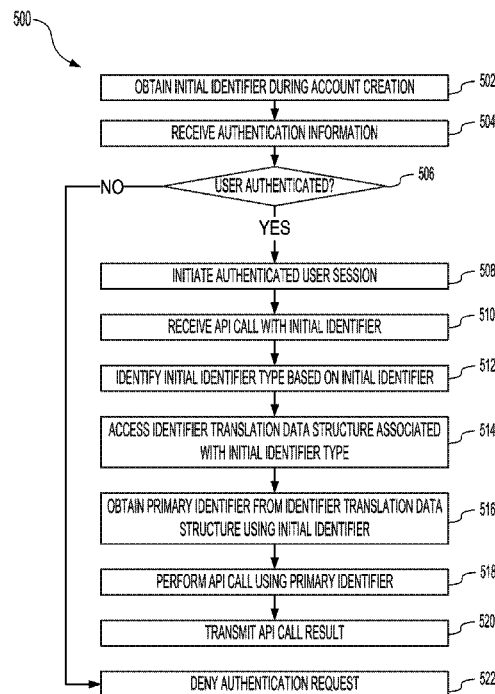 500
OBTAIN INITIAL IDENTIFIER DURING ACCOUNT CREATION
502
RECEIVE AUTHENTICATION INFORMATION
504
NO
USER AUTHENTICATED?
506
YES
INITIATE AUTHENTICATED USER SESSION
508
RECEIVE API CALL WITH INITIAL IDENTIFIER
510
IDENTIFY INITIAL IDENTIFIER TYPE BASED ON INITIAL IDENTIFIER
512
ACCESS IDENTIFIER TRANSLATION DATA STRUCTURE ASSOCIATED
WITH INITIAL IDENTIFIER TYPE
514
OBTAIN PRIMARY IDENTIFIER FROM IDENTIFIER TRANSLATION DATA
STRUCTURE USING INITIAL IDENTIFIER
516
PERFORM API CALL USING PRIMARY IDENTIFIER
518
TRANSMIT API CALL RESULT
520
DENY AUTHENTICATION REQUEST
522